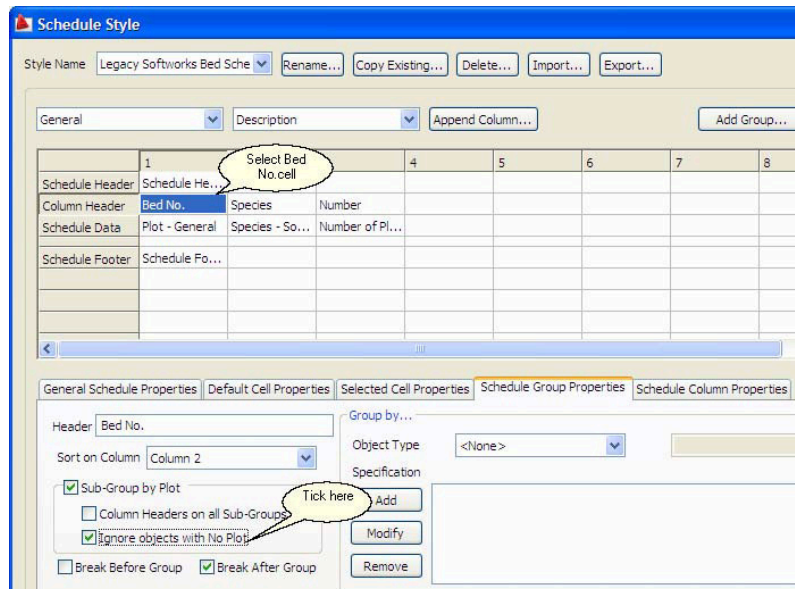 Schedule Style
Style Name Legacy Softworks Bed Sche Rename... Copy Existing... Delete... Import... Export...
General Description Append Column... Add Group...
1 4 5 6 7 8
Select Bed
No.cell
Schedule Header Schedule He...
Column Header Bed No. Species Number
Schedule Data Plot - General Species - So... Number of Pl...
Schedule Footer Schedule Fo...
General Schedule Properties Default Cell Properties Selected Cell Properties Schedule Group Properties Schedule Column Properties
Header Bed No.
Sort on Column Column 2
Sub-Group by Plot
Column Headers on all Sub-Groups
Ignore objects with No Plot
Break Before Group Break After Group
Tick here
Group by...
Object Type <None>
Specification
Add
Modify
Remove